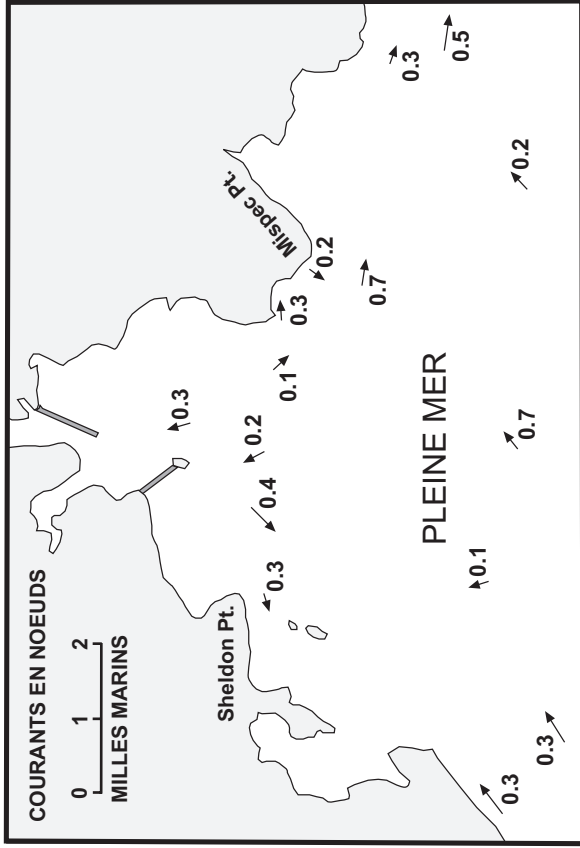 COURANTS EN NOEUDS
0 1 2
MILLES MARINS
0.3
Sheldon Pt.
0.3
0.4
0.2
0.1
0.3
Mispec Pt.
0.2
0.7
0.3
0.5
PLEINE MER
0.1
0.3
0.3
0.7
0.2